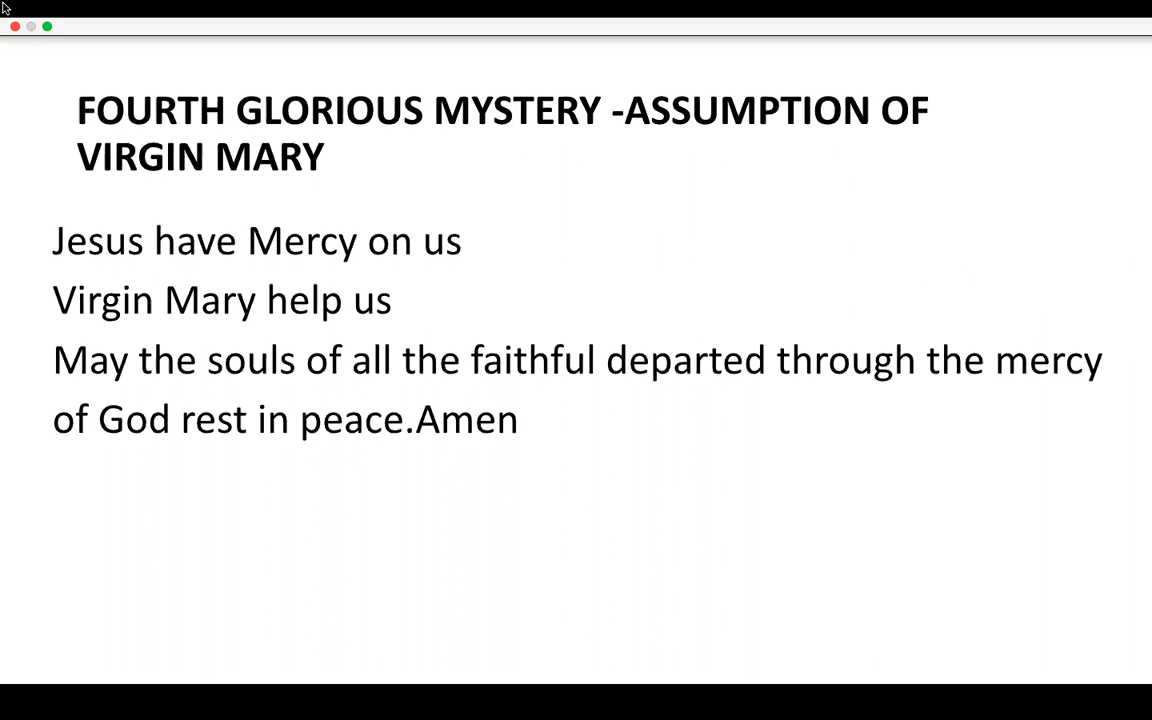 FOURTH GLORIOUS MYSTERY -ASSUMPTION OF
VIRGIN MARY
Jesus have Mercy on us
Virgin Mary help us
May the souls of all the faithful departed through the mercy
of God rest in peace.Amen